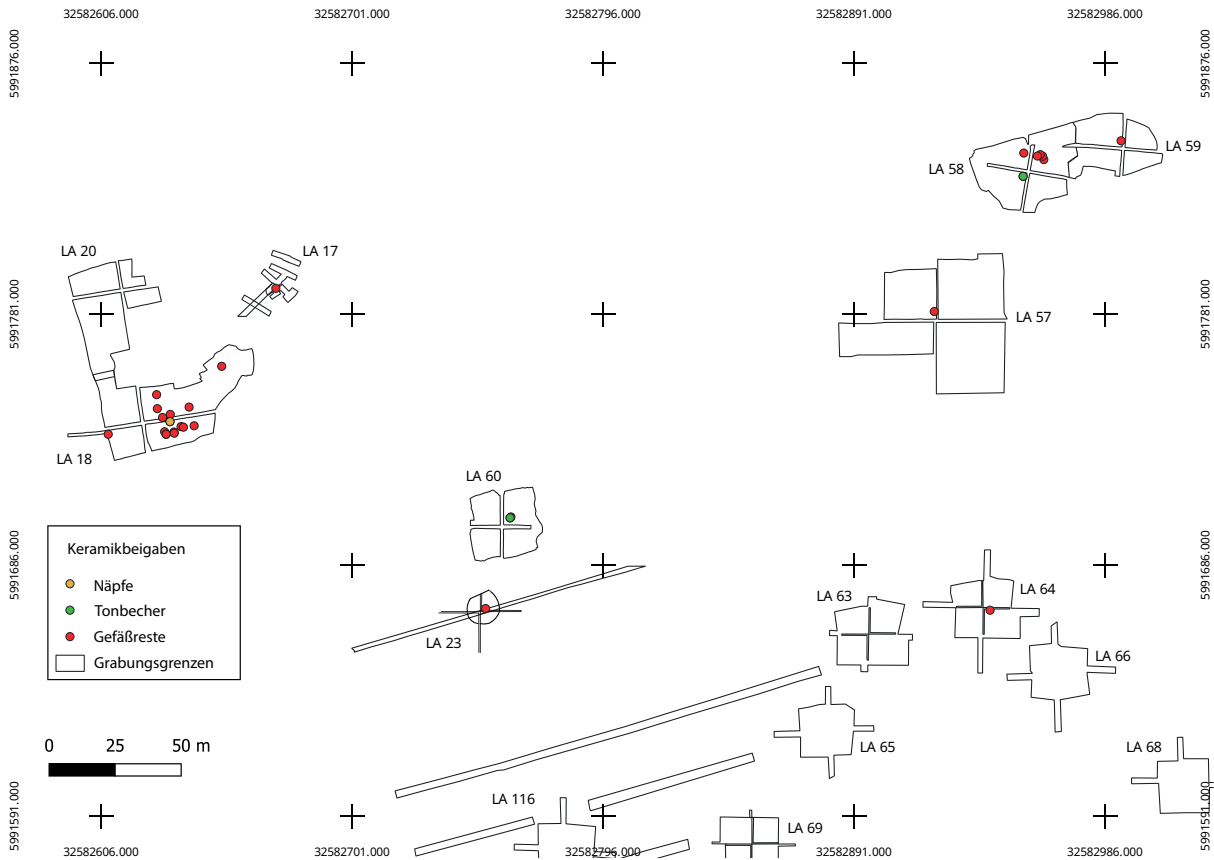 32582606.000 32582701.000 32582796.000 32582891.000 32582986.000
5991876.000 5991876.000
LA 59
LA 58
LA 20 LA 17
5991781.000 5991781.000
LA 57
LA 18
LA 60
Keramikbeigaben
Näpfe
Tonbecher
Gefäßreste
Grabungsgrenzen
5991686.000 5991686.000
LA 63 LA 64
LA 23
LA 66
LA 65 LA 68
0 25 50 m
5991591.000 5991591.000
LA 116
LA 69
32582606.000 32582701.000 32582796.000 32582891.000 32582986.000